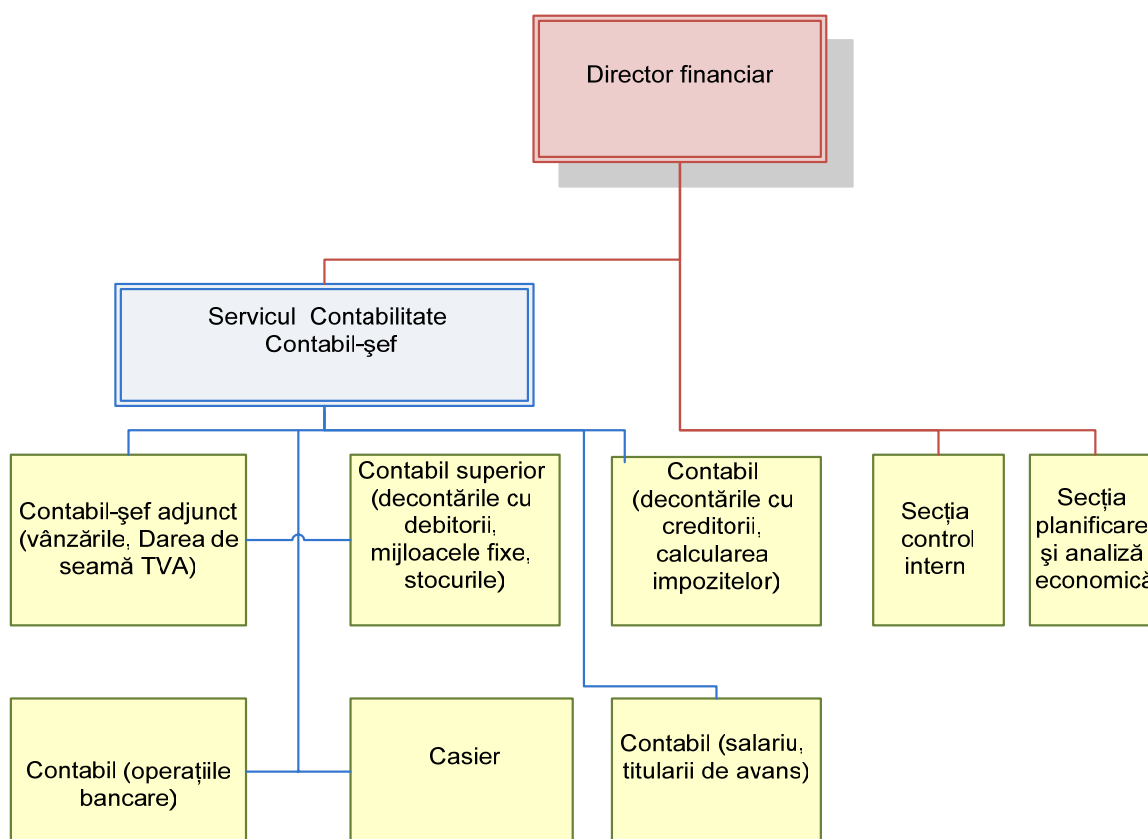 Director financiar
Servicul Contabilitate
Contabil-şef
Contabil-şef adjunct
(vânzările, Darea de
seamă TVA)
Contabil superior
(decontările cu
debitorii,
mijloacele fixe,
stocurile)
Contabil
(decontările cu
creditorii,
calcularea
impozitelor)
Secția
control
intern
Secția
planificare
şi analiză
economică
Contabil (operațiile
bancare)
Casier
Contabil (salariu,
titularii de avans)